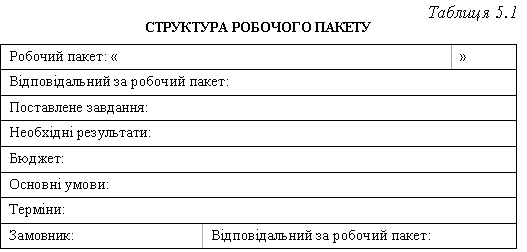 Таблиця 5.1
СТРУКТУРА РОБОЧОГО ПАКЕТУ
Робочий пакет: « »
Відповідальний за робочий пакет:
Поставлене завдання:
Необхідні результати:
Бюджет:
Основні умови:
Терміни:
Замовник: Відповідальний за робочий пакет: